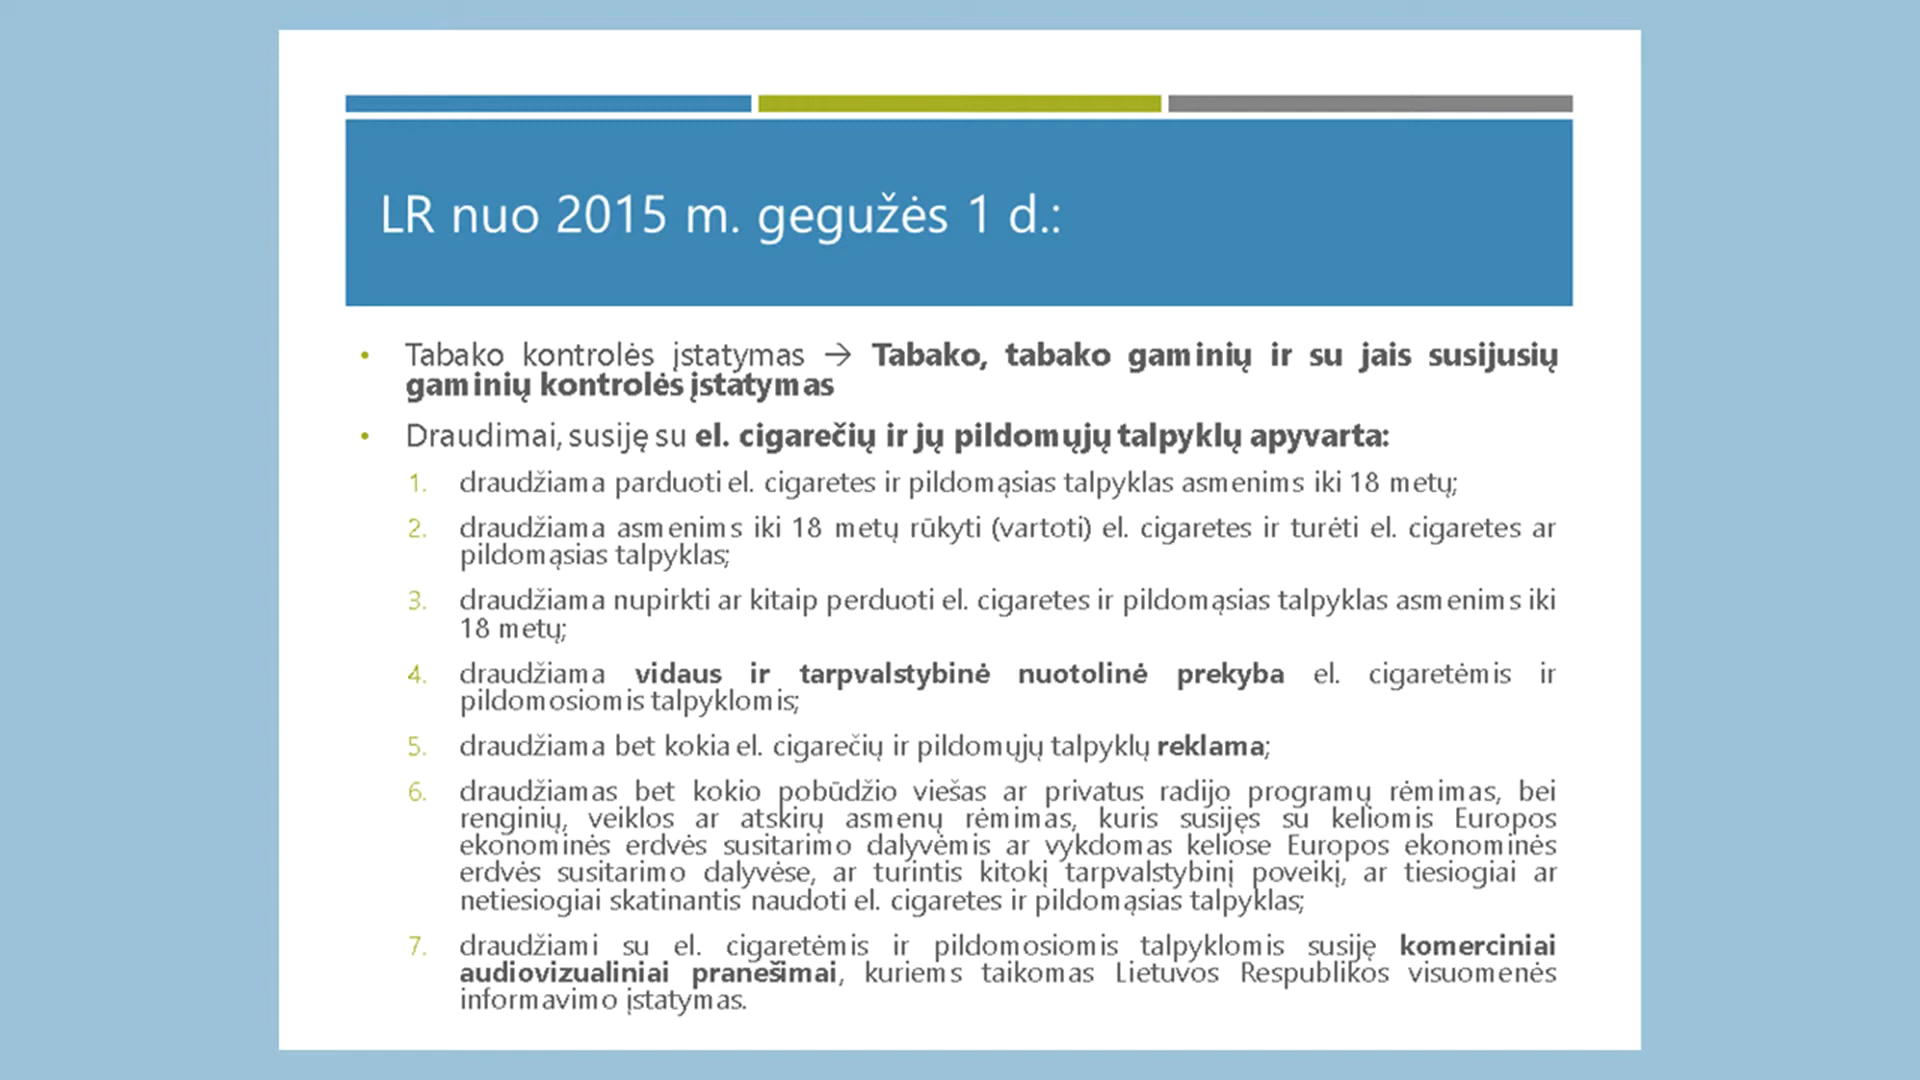 LR nuo 2015 m. gegužės 1 d.:
• Tabako kontrolės įstatymas → Tabako, tabako gaminių ir su jais susijusių
gaminių kontrolės įstatymas
• Draudimai, susiję su el. cigarečių ir jų pildomųjų talpyklų apyvarta:
1. draudžiama parduoti el. cigaretes ir pildomąsias talpyklas asmenims iki 18 metų;
2. draudžiama asmenims iki 18 metų rūkyti (vartoti) el. cigaretes ir turėti el. cigaretes ar
pildomąsias talpyklas;
3. draudžiama nupirkti ar kitaip perduoti el. cigaretes ir pildomąsias talpyklas asmenims iki
18 metų;
4. draudžiama vidaus ir tarpvalstybinė nuotolinė prekyba el. cigaretėmis ir
pildomosiomis talpyklomis;
5. draudžiama bet kokia el. cigarečių ir pildomųjų talpyklų reklama;
6. draudžiamas bet kokio pobūdžio viešas ar privatus radijo programų rėmimas, bei
renginių, veiklos ar atskirų asmenų rėmimas, kuris susijęs su keliomis Europos
ekonominės erdvės susitarimo dalyvėmis ar vykdomas keliose Europos ekonominės
erdvės susitarimo dalyvėse, ar turintis kitokį tarpvalstybinį poveikį, ar tiesiogiai ar
netiesiogiai skatinantis naudoti el. cigaretes ir pildomąsias talpyklas;
7. draudžiami su el. cigaretėmis ir pildomosiomis talpyklomis susiję komerciniai
audiovizualiniai pranešimai, kuriems taikomas Lietuvos Respublikos visuomenės
informavimo įstatymas.